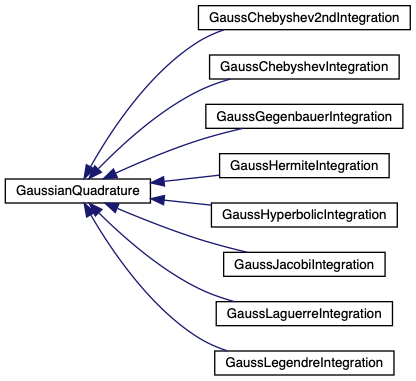 GaussChebyshev2ndIntegration
GaussChebyshevIntegration
GaussGegenbauerIntegration
GaussHermiteIntegration
GaussianQuadrature
GaussHyperbolicIntegration
GaussJacobiIntegration
GaussLaguerreIntegration
GaussLegendreIntegration